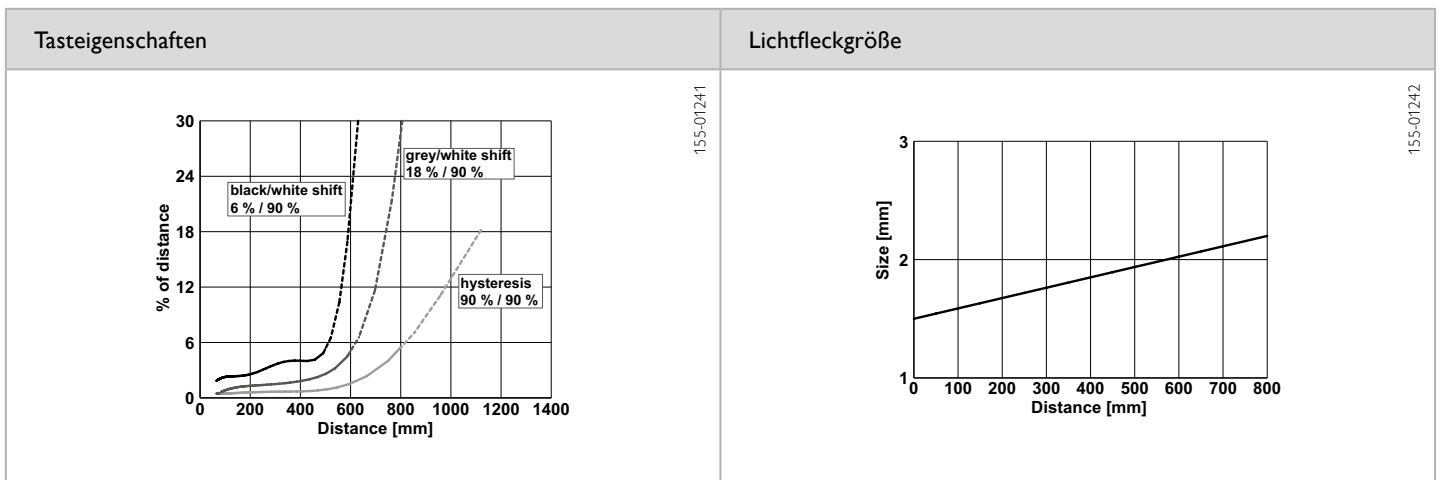 Tasteigenschaften
Lichtfleckgröße
155-01241
30
24
18
12
6
0
% of distance
black/white shift
6 % / 90 %
grey/white shift
18 % / 90 %
hysteresis
90 % / 90 %
0 200 400 600 800 1000 1200 1400
Distance [mm]
155-01242
3
2
1
Size [mm]
0 100 200 300 400 500 600 700 800
Distance [mm]